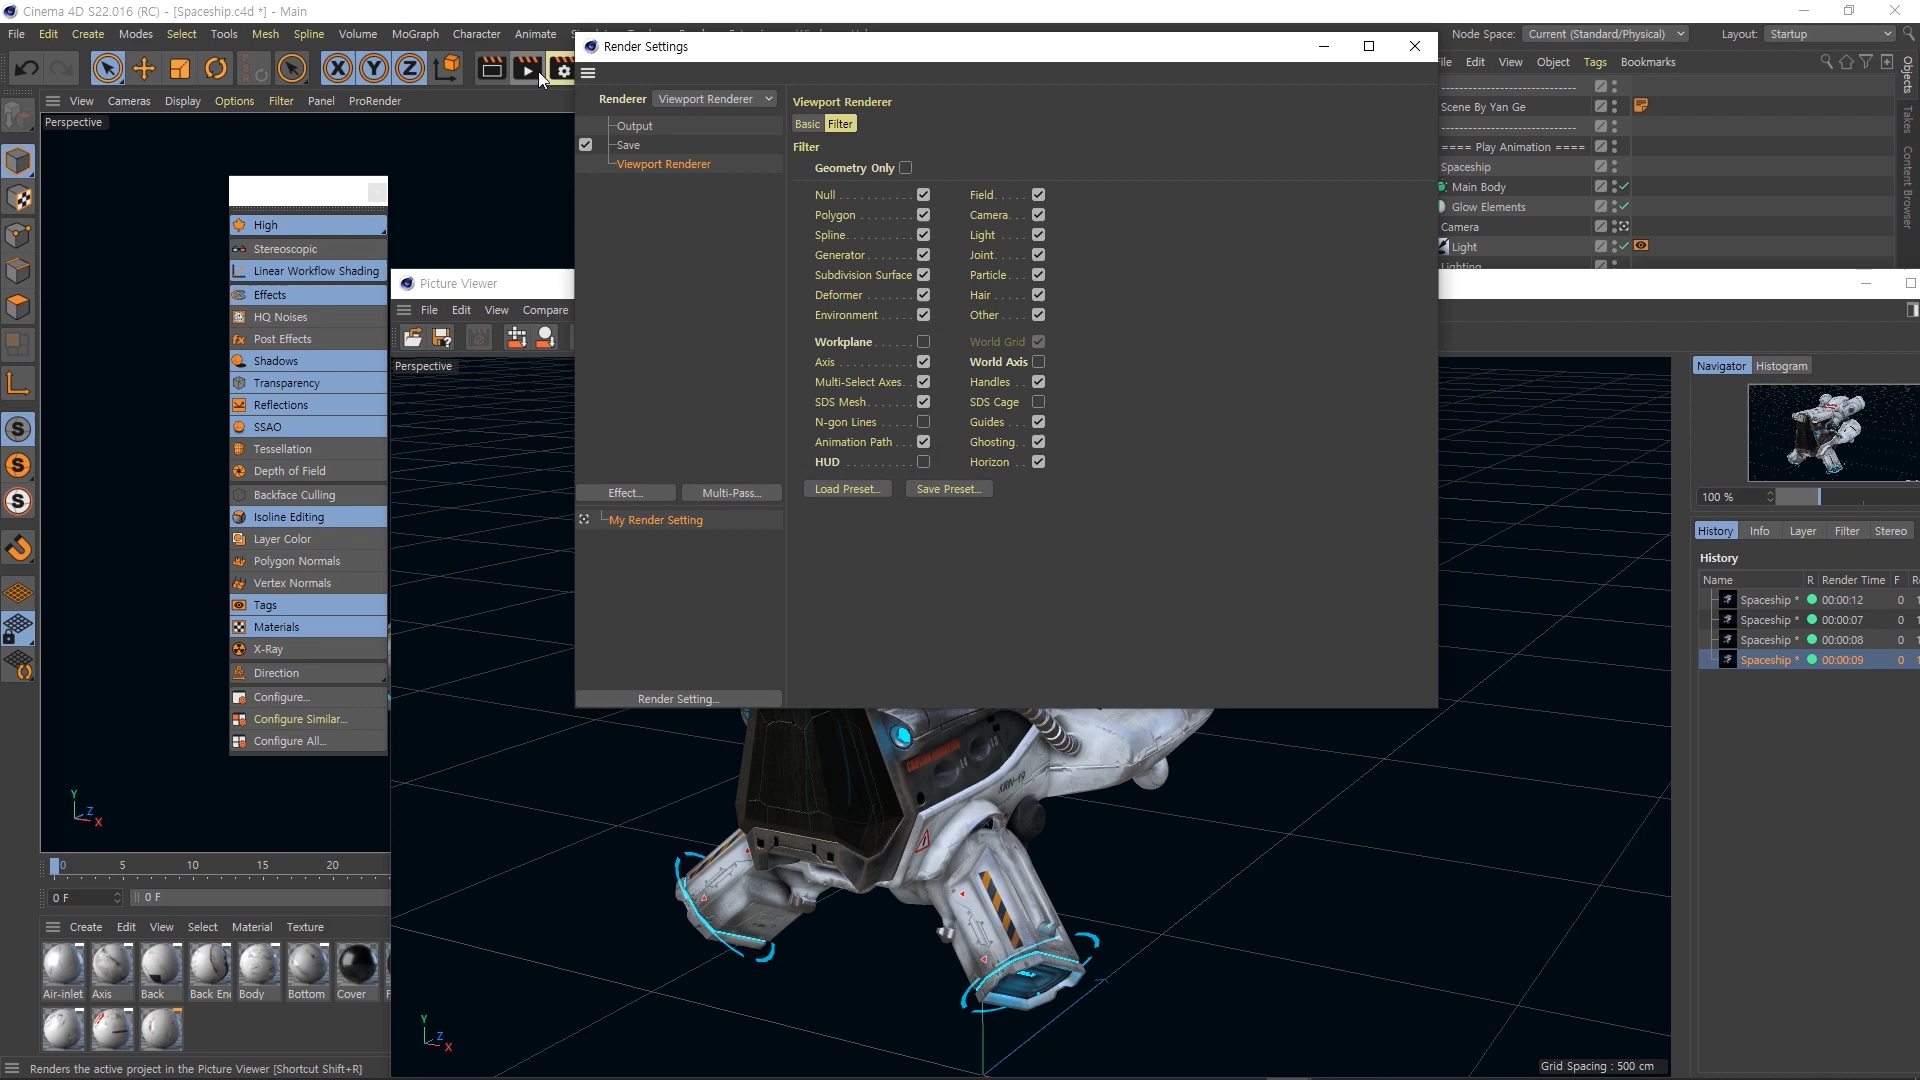 Cinema 4D S22.016 (RC) - [Spaceship.c4d *] - Main
File Edit Create Modes Select Tools Mesh Spline Volume MoGraph Character Animate
Node Space: Current (Standard/Physical) Layout: Startup
Render Settings
Edit View Object Tags Bookmarks
Objects
Takes
Content Browser
Scene By Yan Ge
==== Play Animation ====
Spaceship
Main Body
Glow Elements
Camera
Light
Lighting
View Cameras Display Options Filter Panel ProRender
Perspective
High
Stereoscopic
Linear Workflow Shading
Effects
HQ Noises
Post Effects
Shadows
Transparency
Reflections
SSAO
Tessellation
Depth of Field
Backface Culling
Isoline Editing
Layer Color
Polygon Normals
Vertex Normals
Tags
Materials
X-Ray
Direction
Configure...
Configure Similar...
Configure All...
Renderer Viewport Renderer
Output
Save
Viewport Renderer
Effect... Multi-Pass...
My Render Setting
Render Setting...
Viewport Renderer
Basic Filter
Filter
Geometry Only
Null Field
Polygon Camera
Spline Light
Generator Joint
Subdivision Surface Particle
Deformer Hair
Environment Other
Workplane World Grid
Axis World Axis
Multi-Select Axes Handles
SDS Mesh SDS Cage
N-gon Lines Guides
Animation Path Ghosting
HUD Horizon
Load Preset... Save Preset...
Picture Viewer
File Edit View Compare
Perspective
CAUTION
Grid Spacing : 500 cm
Navigator Histogram
100 %
History Info Layer Filter Stereo
History
Name R Render Time F
Spaceship * 00:00:12 0
Spaceship * 00:00:07 0
Spaceship * 00:00:08 0
Spaceship * 00:00:09 0
Y Z X
Y Z X
0 5 10 15 20
0 F 0 F
Create Edit View Select Material Texture
Air-inlet Axis Back Back En Body Bottom Cover
Renders the active project in the Picture Viewer [Shortcut Shift+R]